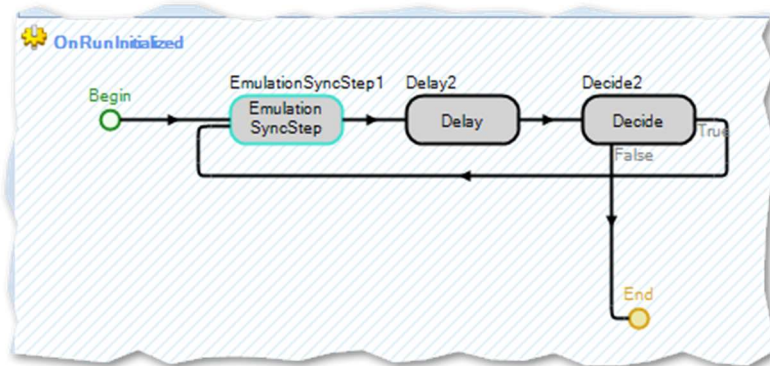 OnRunInitialized
EmulationSyncStep1
Delay2
Decide2
Begin
Emulation
SyncStep
Delay
Decide
True
False
End